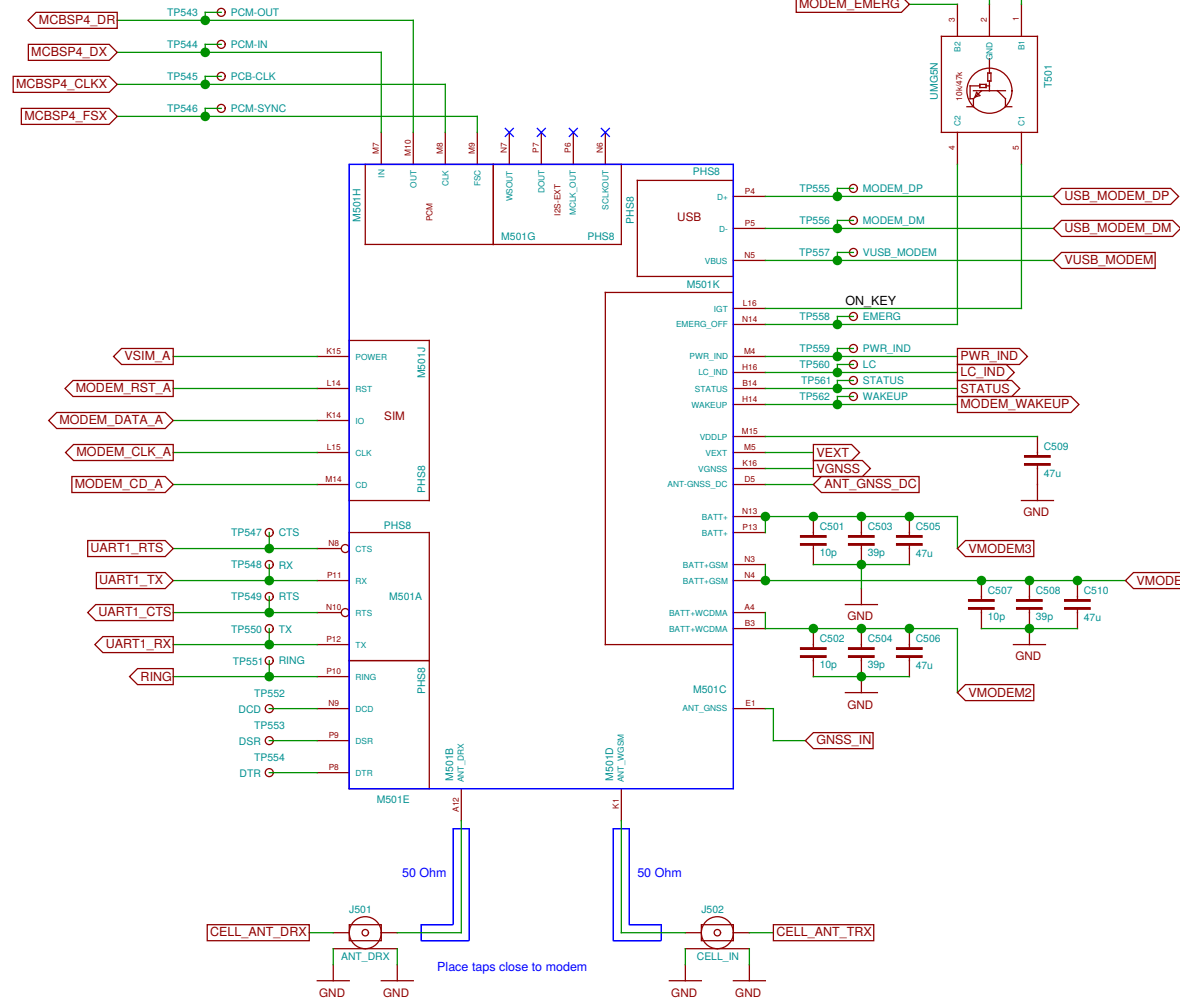 MODEM_EMERG
MCBSP4_DR TP543 PCM-OUT
MCBSP4_DX TP544 PCM-IN
MCBSP4_CLKX TP545 PCB-CLK
MCBSP4_FSX TP546 PCM-SYNC
3 2 1
B2 GND B1
UMG5N 10k/47k T501
C2 C1
4 5
M7 M10 M8 M9 N7 P7 P6 N6
M501H IN OUT CLK FSC PCM
WSOUT DOUT I2S-EXT MCLK_OUT SCLKOUT
M501G PHS8
PHS8
PHS8 USB
D+ P4 TP555 MODEM_DP USB_MODEM_DP
D- P5 TP556 MODEM_DM USB_MODEM_DM
VBUS N5 TP557 VUSB_MODEM VUSB_MODEM
M501K
IGT L16 ON_KEY
EMERG_OFF N14 TP558 EMERG
PWR_IND M4 TP559 PWR_IND PWR_IND
LC_IND H16 TP560 LC LC_IND
STATUS B14 TP561 STATUS STATUS
WAKEUP H14 TP562 WAKEUP MODEM_WAKEUP
VSIM_A K15 POWER M501J
MODEM_RST_A L14 RST
SIM
MODEM_DATA_A K14 IO
MODEM_CLK_A L15 CLK
MODEM_CD_A M14 CD PHS8
VDDLP M15 C509 47u
GND
VEXT M5 VEXT
VGNSS K16 VGNSS
ANT-GNSS_DC D5 ANT_GNSS_DC
BATT+ N13
BATT+ P13
C501 C503 C505
10p 39p 47u
VMODEM3
GND
BATT+GSM N3
BATT+GSM N4
VMODE
C507 C508 C510
10p 39p 47u
GND
BATT+WCDMA A4
BATT+WCDMA B3
C502 C504 C506
10p 39p 47u
VMODEM2
GND
PHS8
TP547 CTS
UART1_RTS N8 CTS
TP548 RX
UART1_TX P11 RX
M501A
TP549 RTS
UART1_CTS N10 RTS
TP550 TX
UART1_RX P12 TX
TP551 RING
RING P10 RING PHS8
TP552
DCD N9 DCD
TP553
DSR P9 DSR
TP554
DTR P8 DTR
M501E
M501C
ANT_GNSS E1
GNSS_IN
M501B ANT_DRX
M501D ANT_WGSM
A12 K1
50 Ohm 50 Ohm
J501 J502
CELL_ANT_DRX CELL_ANT_TRX
ANT_DRX CELL_IN
Place taps close to modem
GND GND GND GND